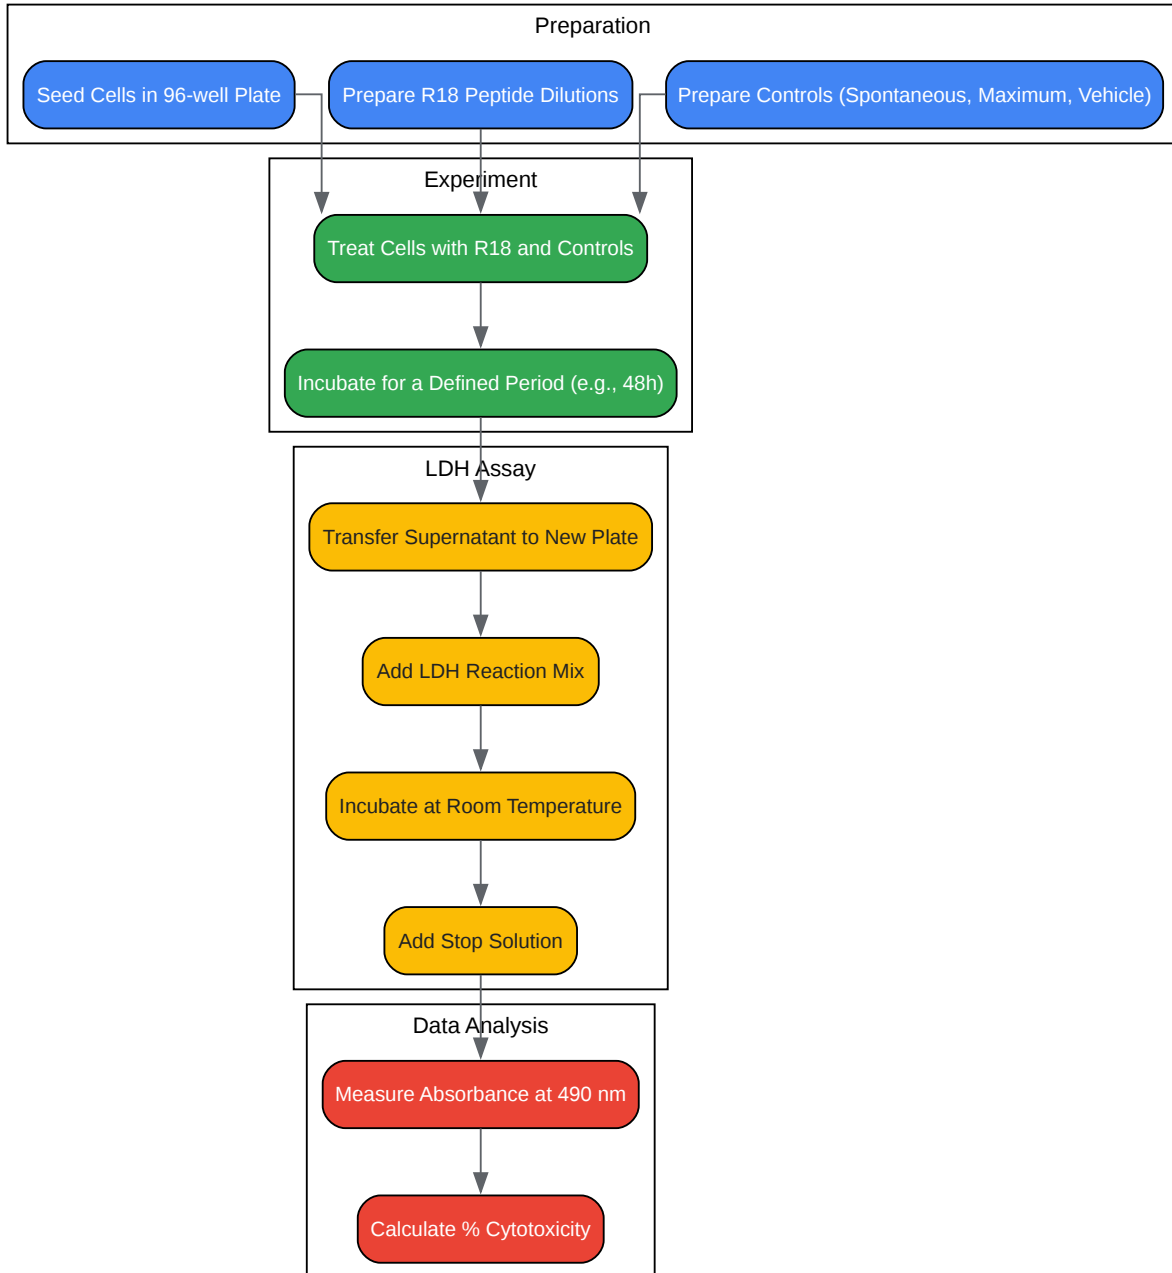 Preparation
Seed Cells in 96-well Plate
Prepare R18 Peptide Dilutions
Prepare Controls (Spontaneous, Maximum, Vehicle)
Experiment
Treat Cells with R18 and Controls
Incubate for a Defined Period (e.g., 48h)
LDH Assay
Transfer Supernatant to New Plate
Add LDH Reaction Mix
Incubate at Room Temperature
Add Stop Solution
Data Analysis
Measure Absorbance at 490 nm
Calculate % Cytotoxicity